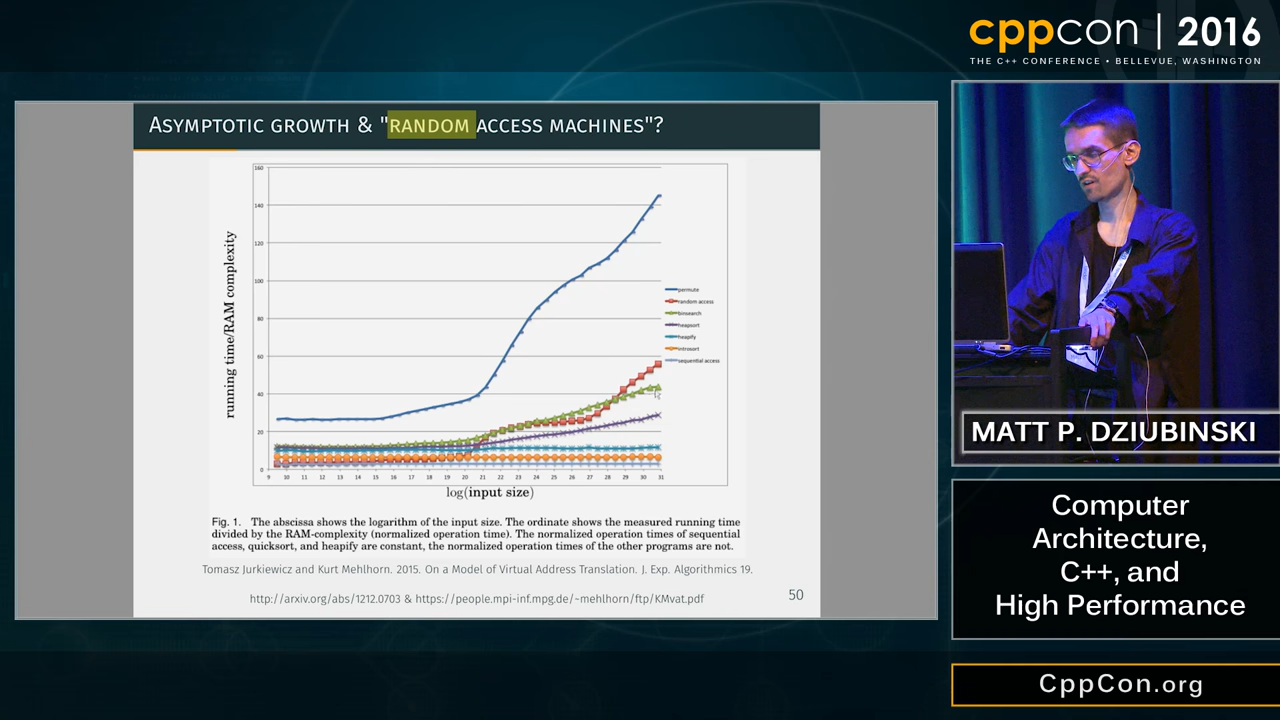 cppcon | 2016
THE C++ CONFERENCE • BELLEVUE, WASHINGTON
ASYMPTOTIC GROWTH & "RANDOM ACCESS MACHINES"?
160
140
120
100
80
60
40
20
0
9 10 11 12 13 14 15 16 17 18 19 20 21 22 23 24 25 26 27 28 29 30 31
running time/RAM complexity
log(input size)
permute
random access
binsearch
heapsort
heapify
introsort
sequential access
Fig. 1. The abscissa shows the logarithm of the input size. The ordinate shows the measured running time
divided by the RAM-complexity (normalized operation time). The normalized operation times of sequential
access, quicksort, and heapify are constant, the normalized operation times of the other programs are not.
Tomasz Jurkiewicz and Kurt Mehlhorn. 2015. On a Model of Virtual Address Translation. J. Exp. Algorithmics 19.
http://arxiv.org/abs/1212.0703 & https://people.mpi-inf.mpg.de/~mehlhorn/ftp/KMvat.pdf
50
MATT P. DZIUBINSKI
Computer
Architecture,
C++, and
High Performance
CppCon.org